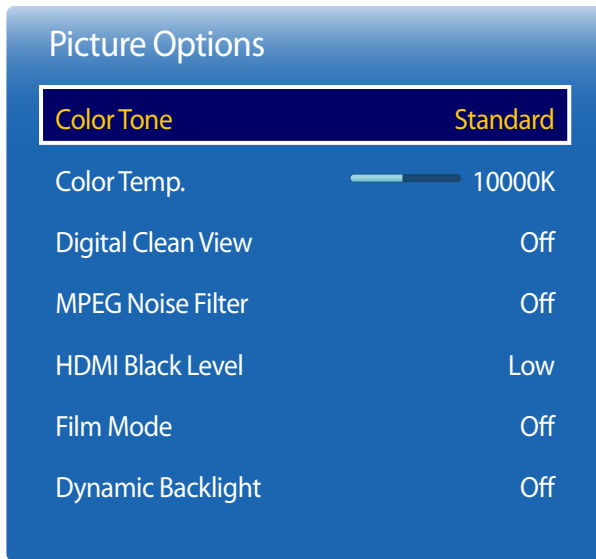 Picture Options
Color Tone Standard
Color Temp. 10000K
Digital Clean View Off
MPEG Noise Filter Off
HDMI Black Level Low
Film Mode Off
Dynamic Backlight Off